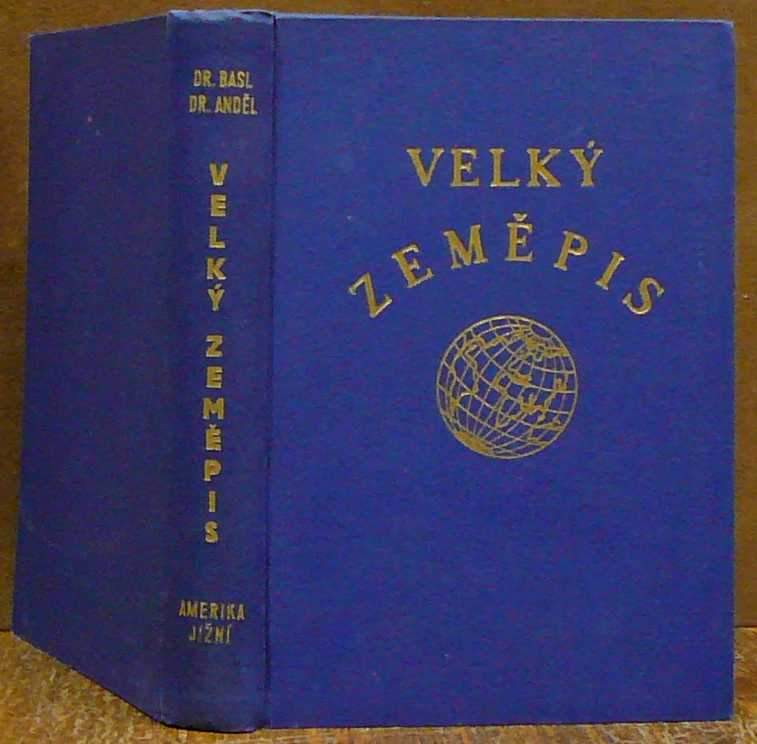 DR. BASL
DR. ANDĚL
VELKÝ ZEMĚPIS
AMERIKA
JIŽNÍ
VELKÝ
ZEMĚPIS